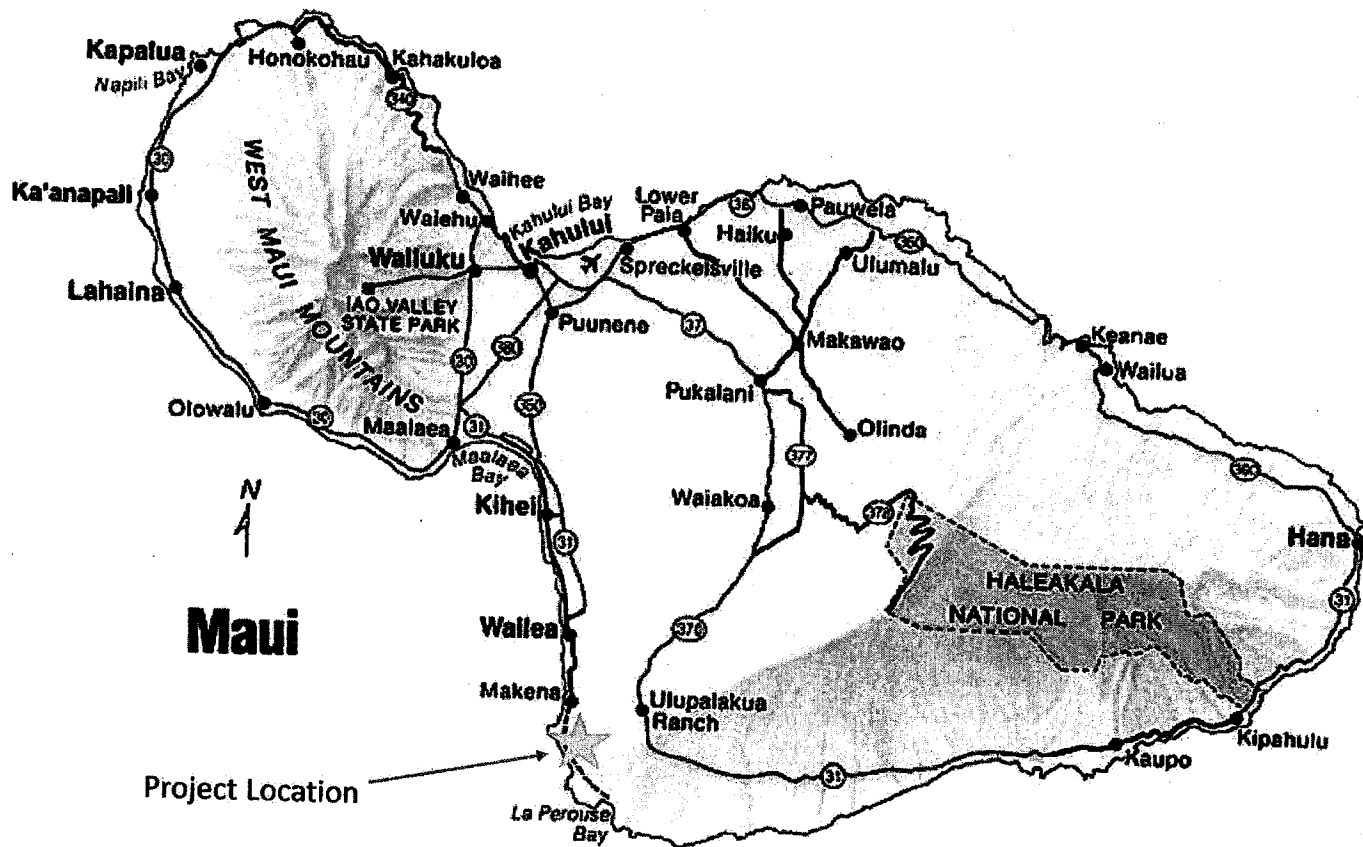 Kapalua
Napili Bay
Honokohau
Kahakuloa
340
30
WEST MAUI MOUNTAINS
Ka'anapali
Waihee
Waiehu
Kahului Bay
Kahului
Lower
Paia
36
Pauwela
Haiku
360
Wailuku
Spreckelsville
Ulumalu
Lahaina
IAO VALLEY
STATE PARK
Puunene
37
Makawao
Keanae
Wailua
30
380
350
Pukalani
Olowalu
Maalaea
31
Maalaea
Bay
Olinda
377
360
N
Kihei
Waiakoa
378
Hana
31
HALEAKALA
NATIONAL PARK
31
Maui
Wailea
Makena
Ulupalakua
Ranch
Kipahulu
Kaupo
31
Project Location
La Perouse
Bay